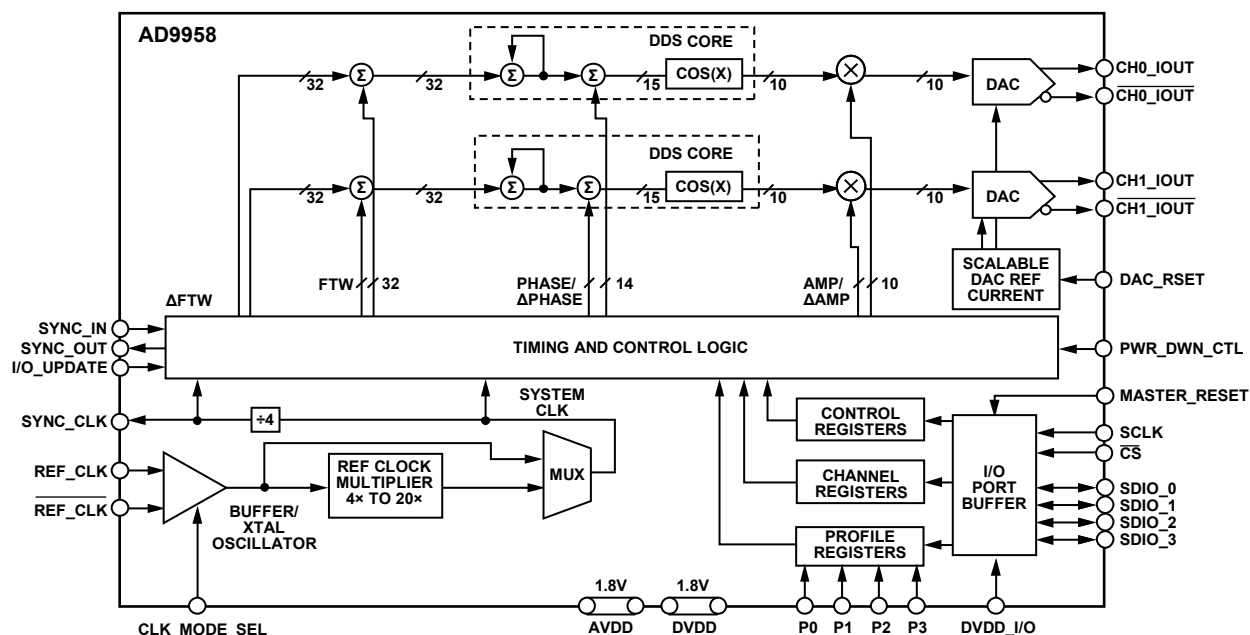 AD9958
DDS CORE
32
Σ
32
Σ
Σ
15
COS(X)
10
×
10
DAC
CH0_IOUT
CH0_IOUT
DDS CORE
32
Σ
32
Σ
Σ
15
COS(X)
10
×
10
DAC
CH1_IOUT
CH1_IOUT
SCALABLE
DAC REF
CURRENT
DAC_RSET
ΔFTW
FTW
32
PHASE/
ΔPHASE
14
AMP/
ΔAMP
10
SYNC_IN
SYNC_OUT
I/O_UPDATE
TIMING AND CONTROL LOGIC
PWR_DWN_CTL
MASTER_RESET
SYNC_CLK
÷4
SYSTEM
CLK
REF_CLK
REF_CLK
BUFFER/
XTAL
OSCILLATOR
REF CLOCK
MULTIPLIER
4× TO 20×
MUX
CONTROL
REGISTERS
CHANNEL
REGISTERS
PROFILE
REGISTERS
I/O
PORT
BUFFER
SCLK
CS
SDIO_0
SDIO_1
SDIO_2
SDIO_3
1.8V
1.8V
CLK_MODE_SEL
AVDD
DVDD
P0
P1
P2
P3
DVDD_I/O